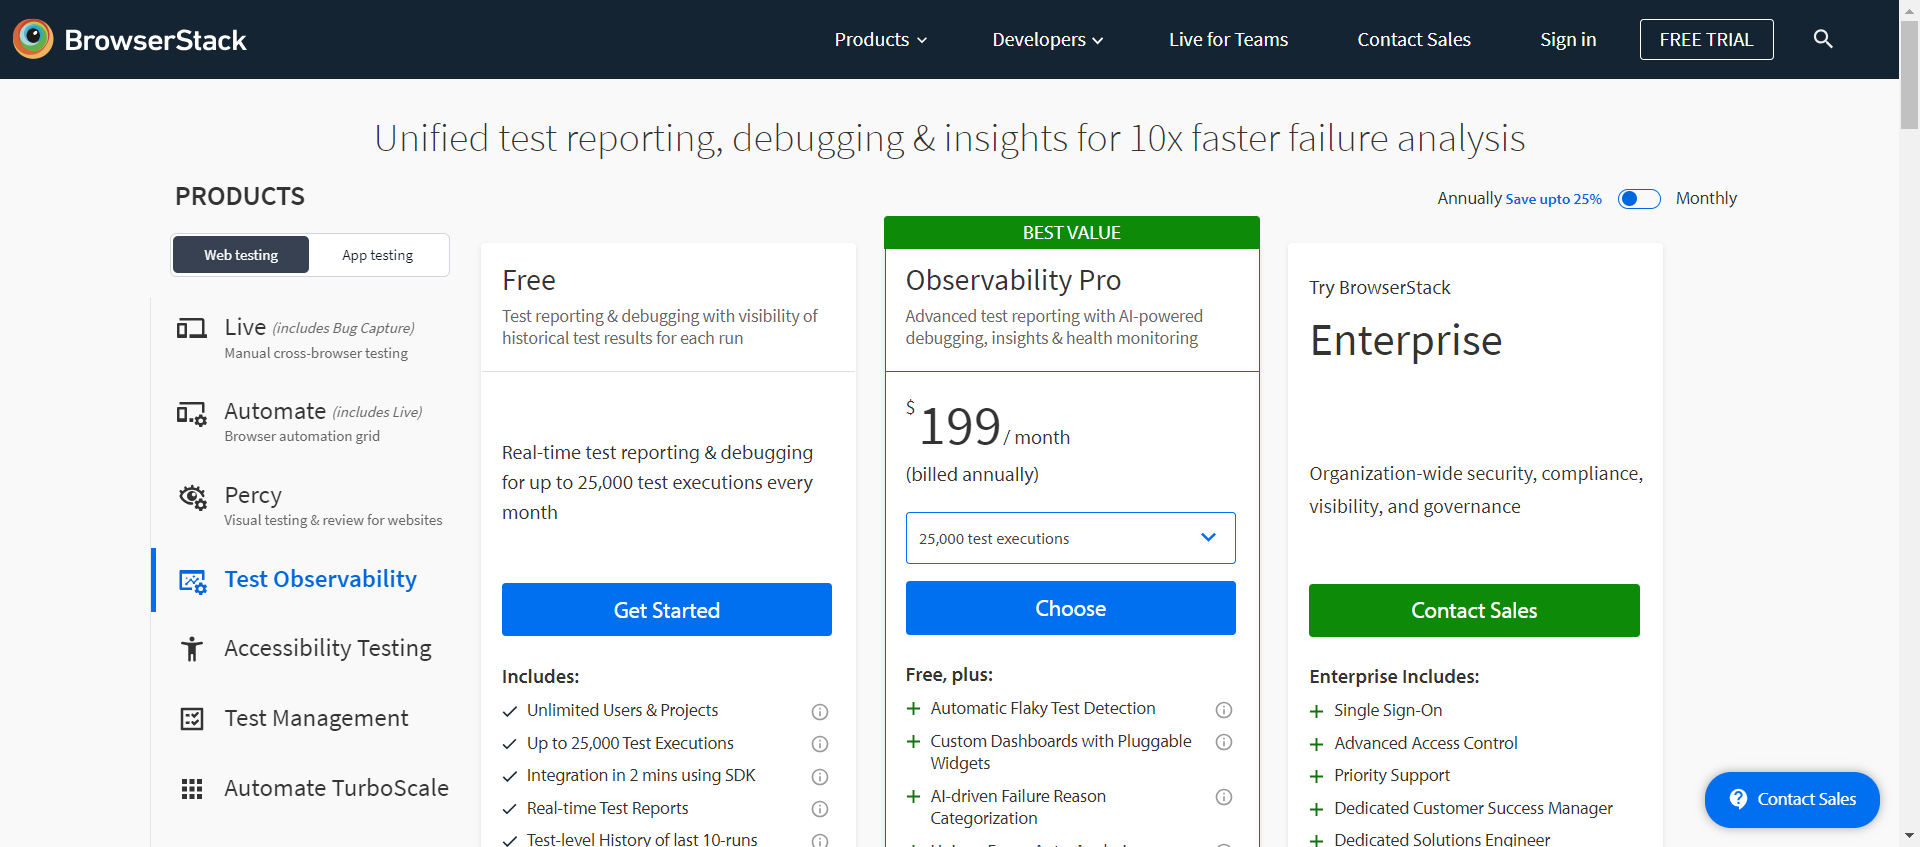 BrowserStack
Products
Developers
Live for Teams
Contact Sales
Sign in
FREE TRIAL
Unified test reporting, debugging & insights for 10x faster failure analysis
PRODUCTS
Annually Save upto 25%
Monthly
Web testing
App testing
Live (includes Bug Capture)
Manual cross-browser testing
Automate (includes Live)
Browser automation grid
Percy
Visual testing & review for websites
Test Observability
Accessibility Testing
Test Management
Automate TurboScale
Free
Test reporting & debugging with visibility of
historical test results for each run
Real-time test reporting & debugging
for up to 25,000 test executions every
month
Get Started
Includes:
Unlimited Users & Projects
Up to 25,000 Test Executions
Integration in 2 mins using SDK
Real-time Test Reports
Test-level History of last 10-runs
BEST VALUE
Observability Pro
Advanced test reporting with AI-powered
debugging, insights & health monitoring
$ 199 / month
(billed annually)
25,000 test executions
Choose
Free, plus:
Automatic Flaky Test Detection
Custom Dashboards with Pluggable
Widgets
AI-driven Failure Reason
Categorization
Try BrowserStack
Enterprise
Organization-wide security, compliance,
visibility, and governance
Contact Sales
Enterprise Includes:
Single Sign-On
Advanced Access Control
Priority Support
Dedicated Customer Success Manager
Dedicated Solutions Engineer
Contact Sales